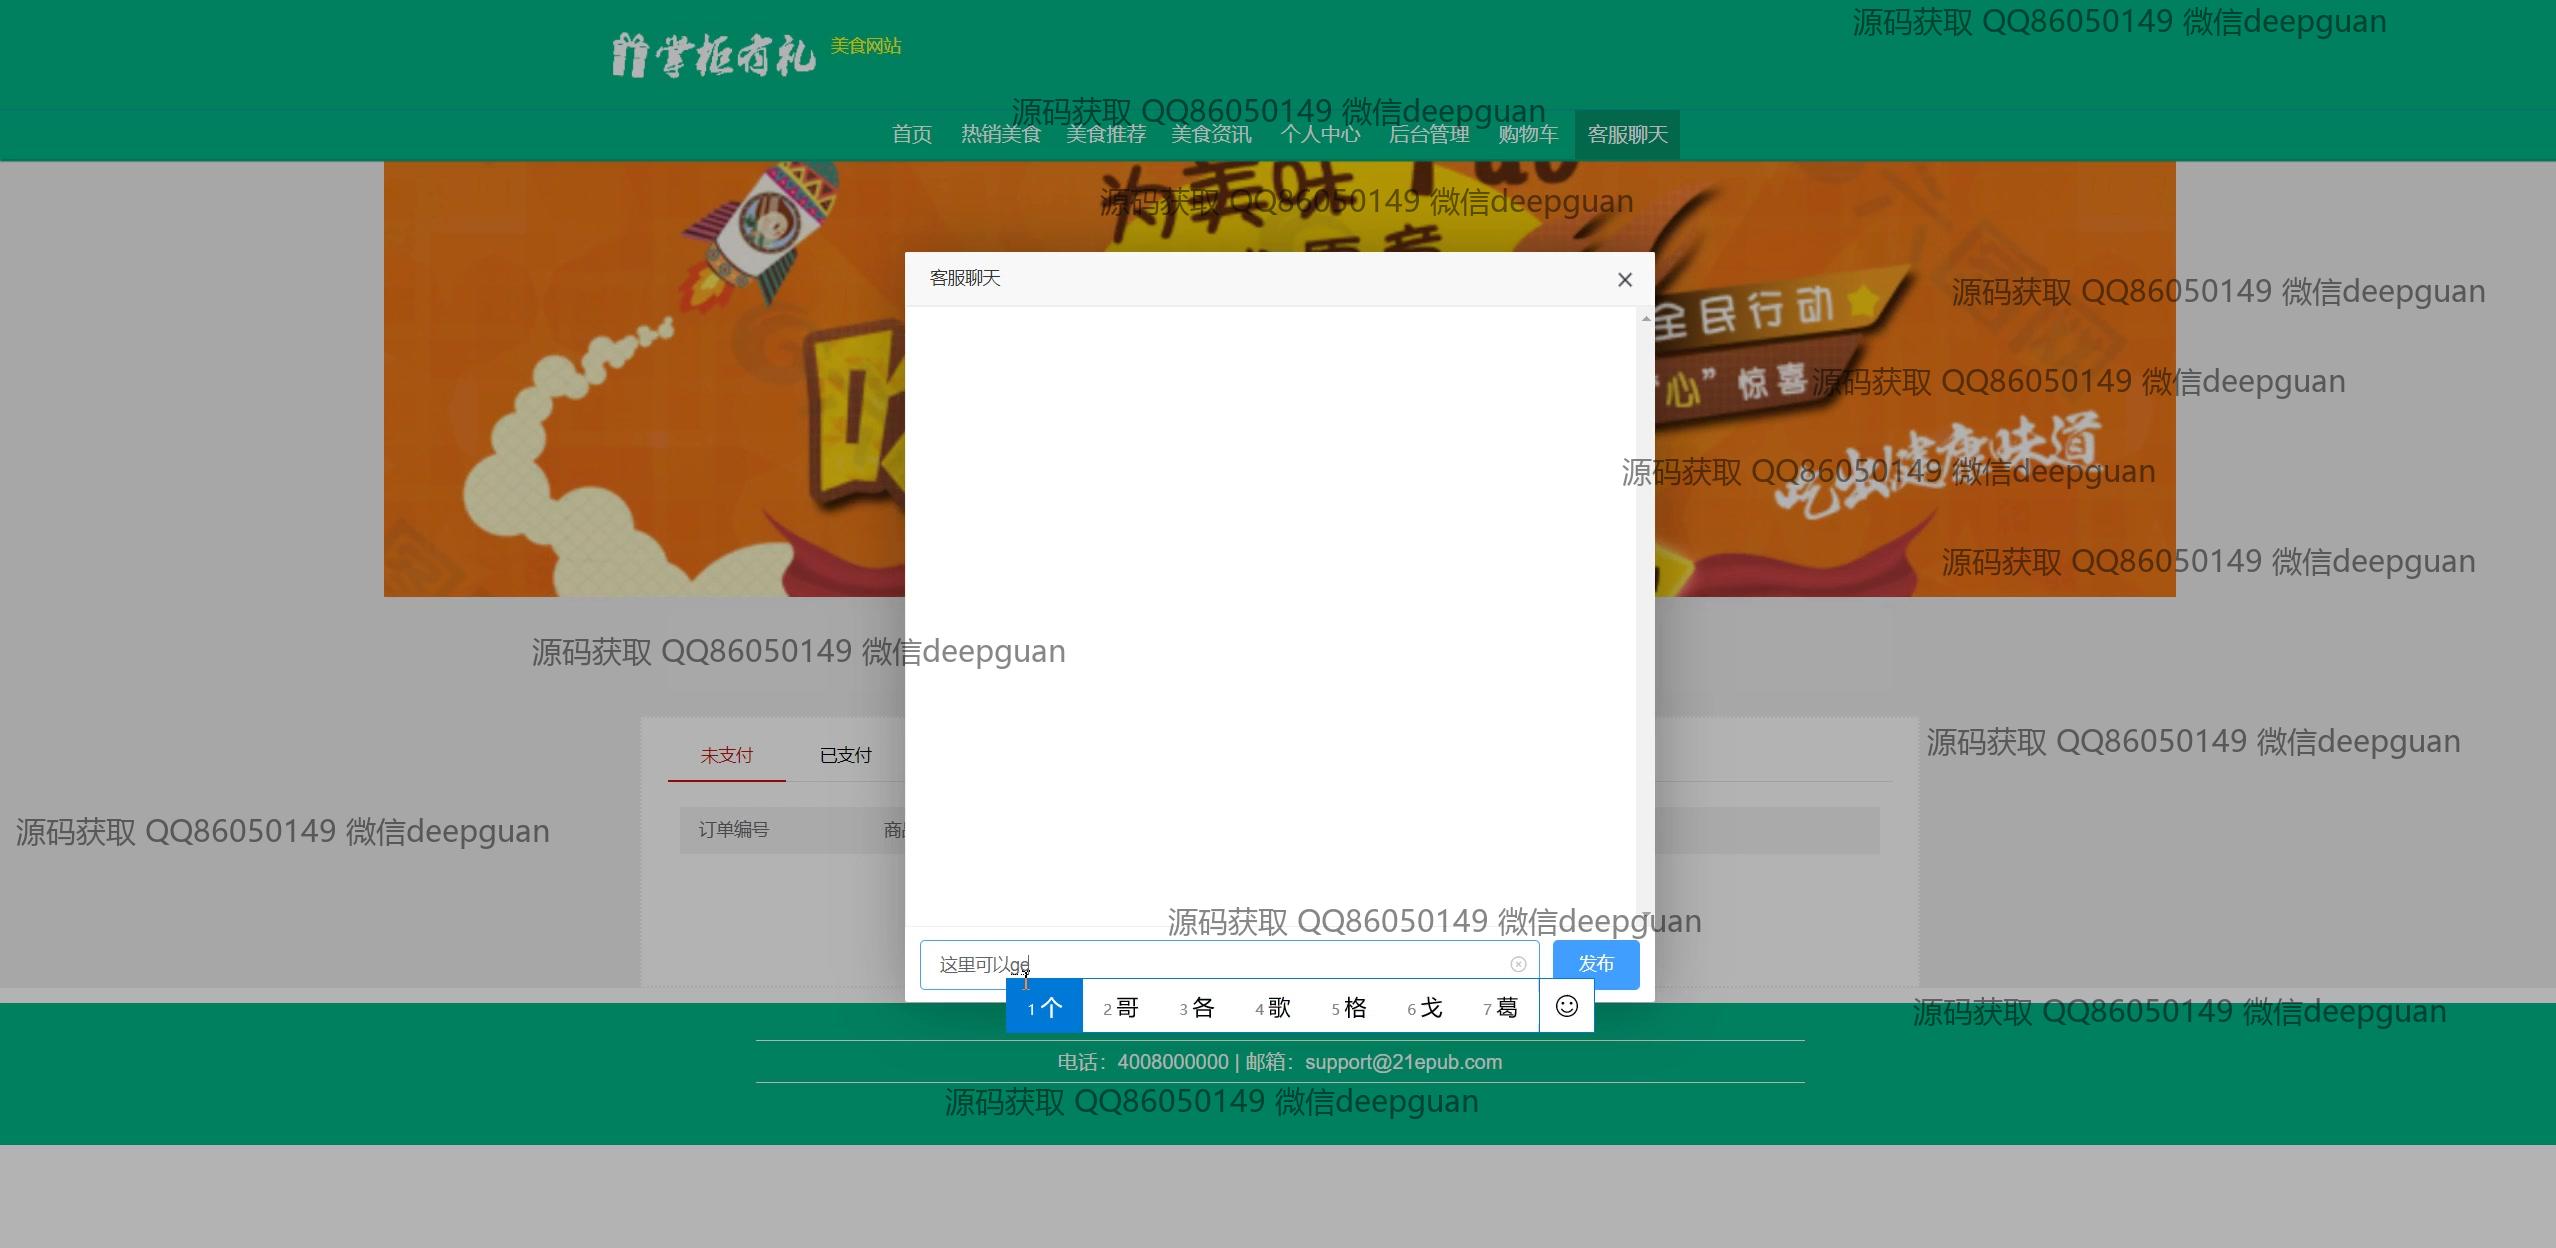 源码获取 QQ86050149 微信deepguan
掌柜有礼 美食网站
源码获取 QQ86050149 微信deepguan
首页 热销美食 美食推荐 美食资讯 个人中心 后台管理 购物车 客服聊天
为美味
源码获取 QQ86050149 微信deepguan
客服聊天
源码获取 QQ86050149 微信deepguan
全民行动
“心”惊喜
源码获取 QQ86050149 微信deepguan
吃出健康味道
源码获取 QQ86050149 微信deepguan
源码获取 QQ86050149 微信deepguan
源码获取 QQ86050149 微信deepguan
源码获取 QQ86050149 微信deepguan
未支付 已支付
源码获取 QQ86050149 微信deepguan
订单编号
源码获取 QQ86050149 微信deepguan
这里可以ge
发布
1 个 2 哥 3 各 4 歌 5 格 6 戈 7 葛
源码获取 QQ86050149 微信deepguan
电话：4008000000 | 邮箱：support@21epub.com
源码获取 QQ86050149 微信deepguan